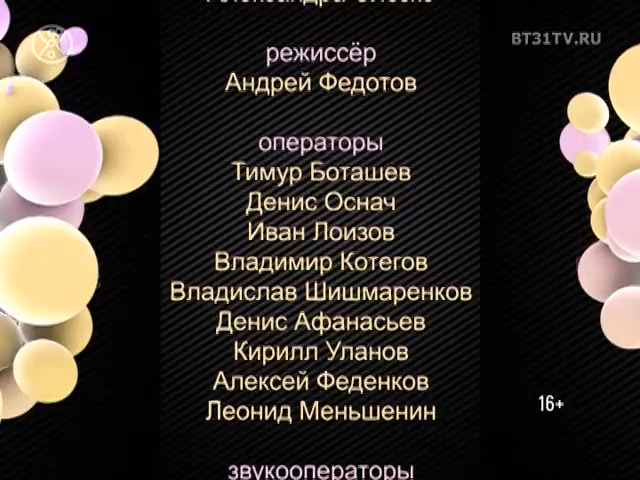 BT31TV.RU
режиссёр
Андрей Федотов
операторы
Тимур Боташев
Денис Оснач
Иван Лоизов
Владимир Котегов
Владислав Шишмаренков
Денис Афанасьев
Кирилл Уланов
Алексей Феденков
Леонид Меньшенин
16+
звукооператоры